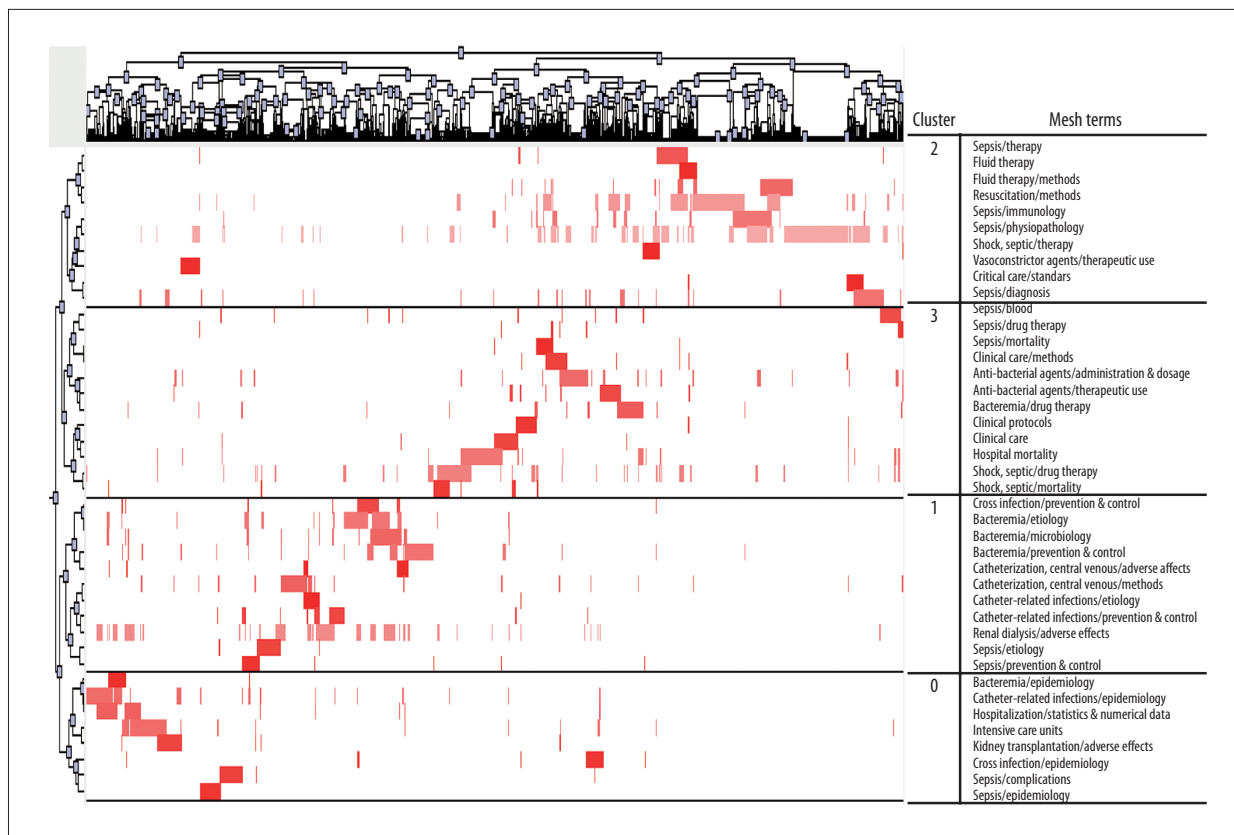 Cluster Mesh terms
2
Sepsis/therapy
Fluid therapy
Fluid therapy/methods
Resuscitation/methods
Sepsis/immunology
Sepsis/physiopathology
Shock, septic/therapy
Vasoconstrictor agents/therapeutic use
Critical care/standars
Sepsis/diagnosis
3
Sepsis/blood
Sepsis/drug therapy
Sepsis/mortality
Clinical care/methods
Anti-bacterial agents/administration & dosage
Anti-bacterial agents/therapeutic use
Bacteremia/drug therapy
Clinical protocols
Clinical care
Hospital mortality
Shock, septic/drug therapy
Shock, septic/mortality
1
Cross infection/prevention & control
Bacteremia/etiology
Bacteremia/microbiology
Bacteremia/prevention & control
Catheterization, central venous/adverse affects
Catheterization, central venous/methods
Catheter-related infections/etiology
Catheter-related infections/prevention & control
Renal dialysis/adverse effects
Sepsis/etiology
Sepsis/prevention & control
0
Bacteremia/epidemiology
Catheter-related infections/epidemiology
Hospitalization/statistics & numerical data
Intensive care units
Kidney transplantation/adverse effects
Cross infection/epidemiology
Sepsis/complications
Sepsis/epidemiology